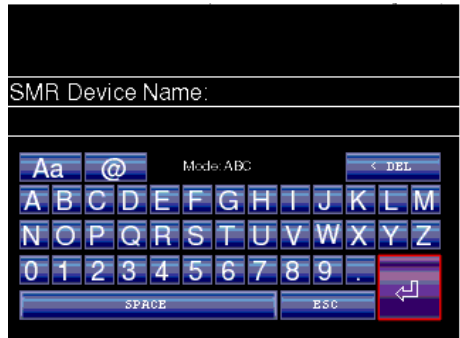 SMR Device Name:
Aa @ Mode: ABC < DEL
A B C D E F G H I J K L M
N O P Q R S T U V W X Y Z
0 1 2 3 4 5 6 7 8 9 .
SPACE ESC